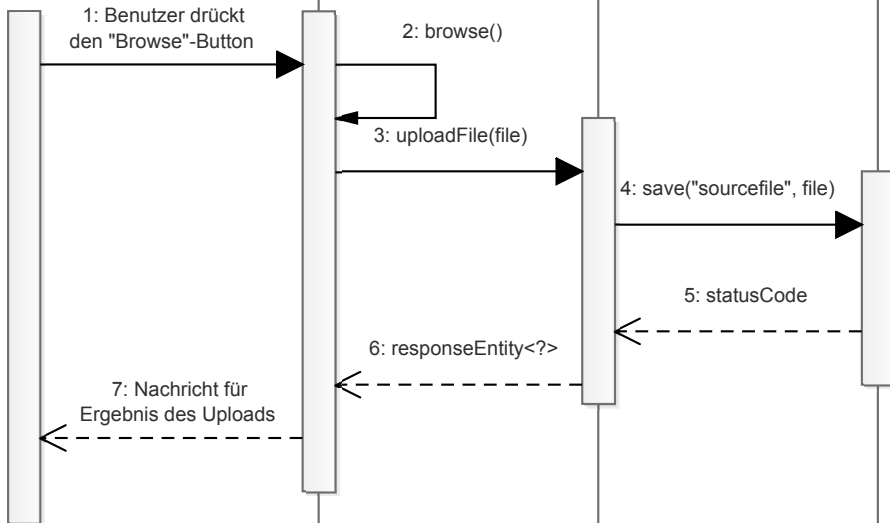 1: Benutzer drückt
den "Browse"-Button
2: browse()
3: uploadFile(file)
4: save("sourcefile", file)
5: statusCode
6: responseEntity<?>
7: Nachricht für
Ergebnis des Uploads